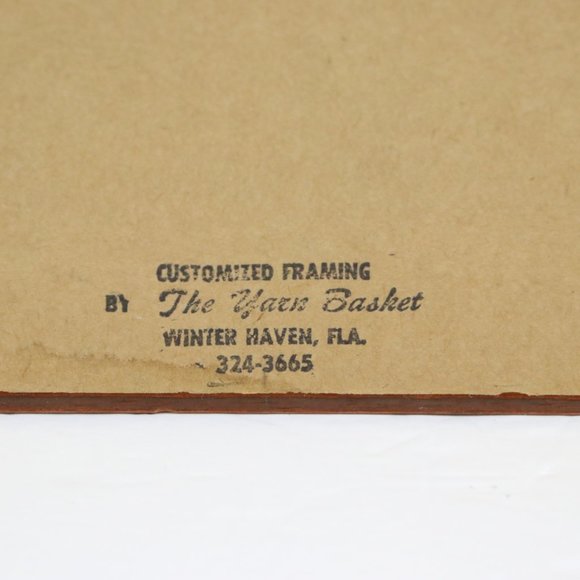 CUSTOMIZED FRAMING
BY The Yarn Basket
WINTER HAVEN, FLA.
324-3665